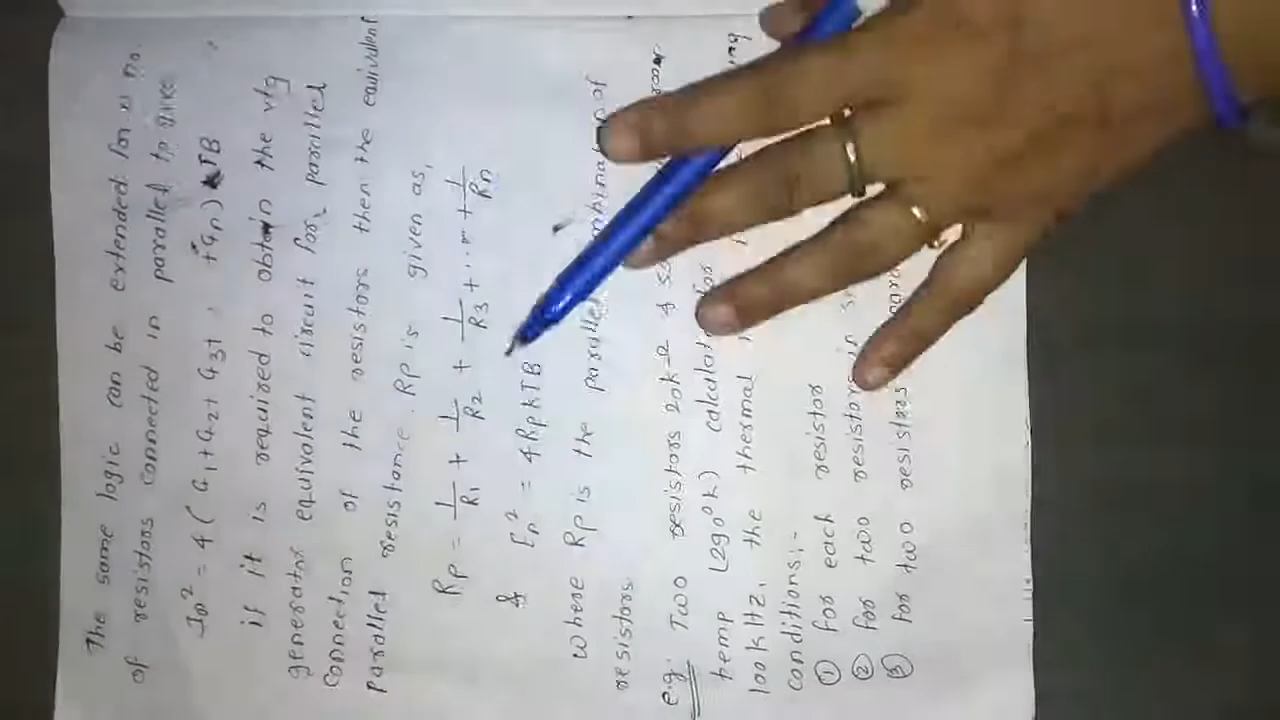 The same logic can be extended for n no.
of resistors connected in parallel
In² = 4 ( G1 + G2 + G3 + + Gn ) kTB
if it is required to obtain the vtg
generator equivalent circuit for parallel
connection of the resistors then the equivalent
parallel resistance Rp is given as,
Rp = 1/R1 + 1/R2 + 1/R3 + ... + 1/Rn
& En² = 4RpkTB
where Rp is the parallel of
resistors
e.g. Two resistors 20k Ω & room
temp (290°k) calculate for
100kHz, the thermal
conditions:-
① for each resistor
② for two resistors in
③ for two resistors